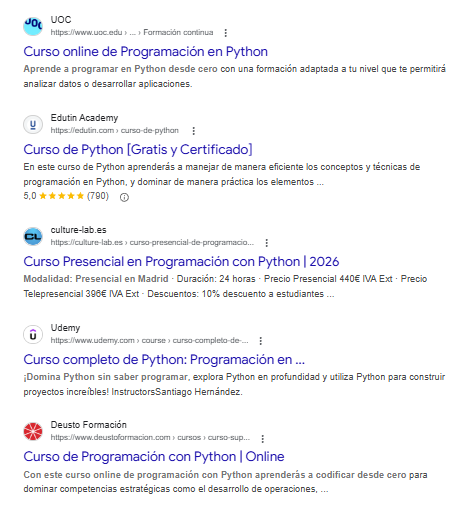 UOC
https://www.uoc.edu › ... › Formación continua
Curso online de Programación en Python
Aprende a programar en Python desde cero con una formación adaptada a tu nivel que te permitirá
analizar datos o desarrollar aplicaciones.
Edutin Academy
https://edutin.com › curso-de-python
Curso de Python [Gratis y Certificado]
En este curso de Python aprenderás a manejar de manera eficiente los conceptos y técnicas de
programación en Python, y dominar de manera práctica los elementos ...
5,0 ★★★★★ (790)
culture-lab.es
https://culture-lab.es › curso-presencial-de-programacio...
Curso Presencial en Programación con Python | 2026
Modalidad: Presencial en Madrid · Duración: 24 horas · Precio Presencial 440€ IVA Ext · Precio
Telepresencial 396€ IVA Ext · Descuentos: 10% descuento a estudiantes ...
Udemy
https://www.udemy.com › course › curso-completo-de-...
Curso completo de Python: Programación en ...
¡Domina Python sin saber programar, explora Python en profundidad y utiliza Python para construir
proyectos increíbles! InstructorsSantiago Hernández.
Deusto Formación
https://www.deustoformacion.com › cursos › curso-sup...
Curso de Programación con Python | Online
Con este curso online de programación con Python aprenderás a codificar desde cero para
dominar competencias estratégicas como el desarrollo de operaciones, ...